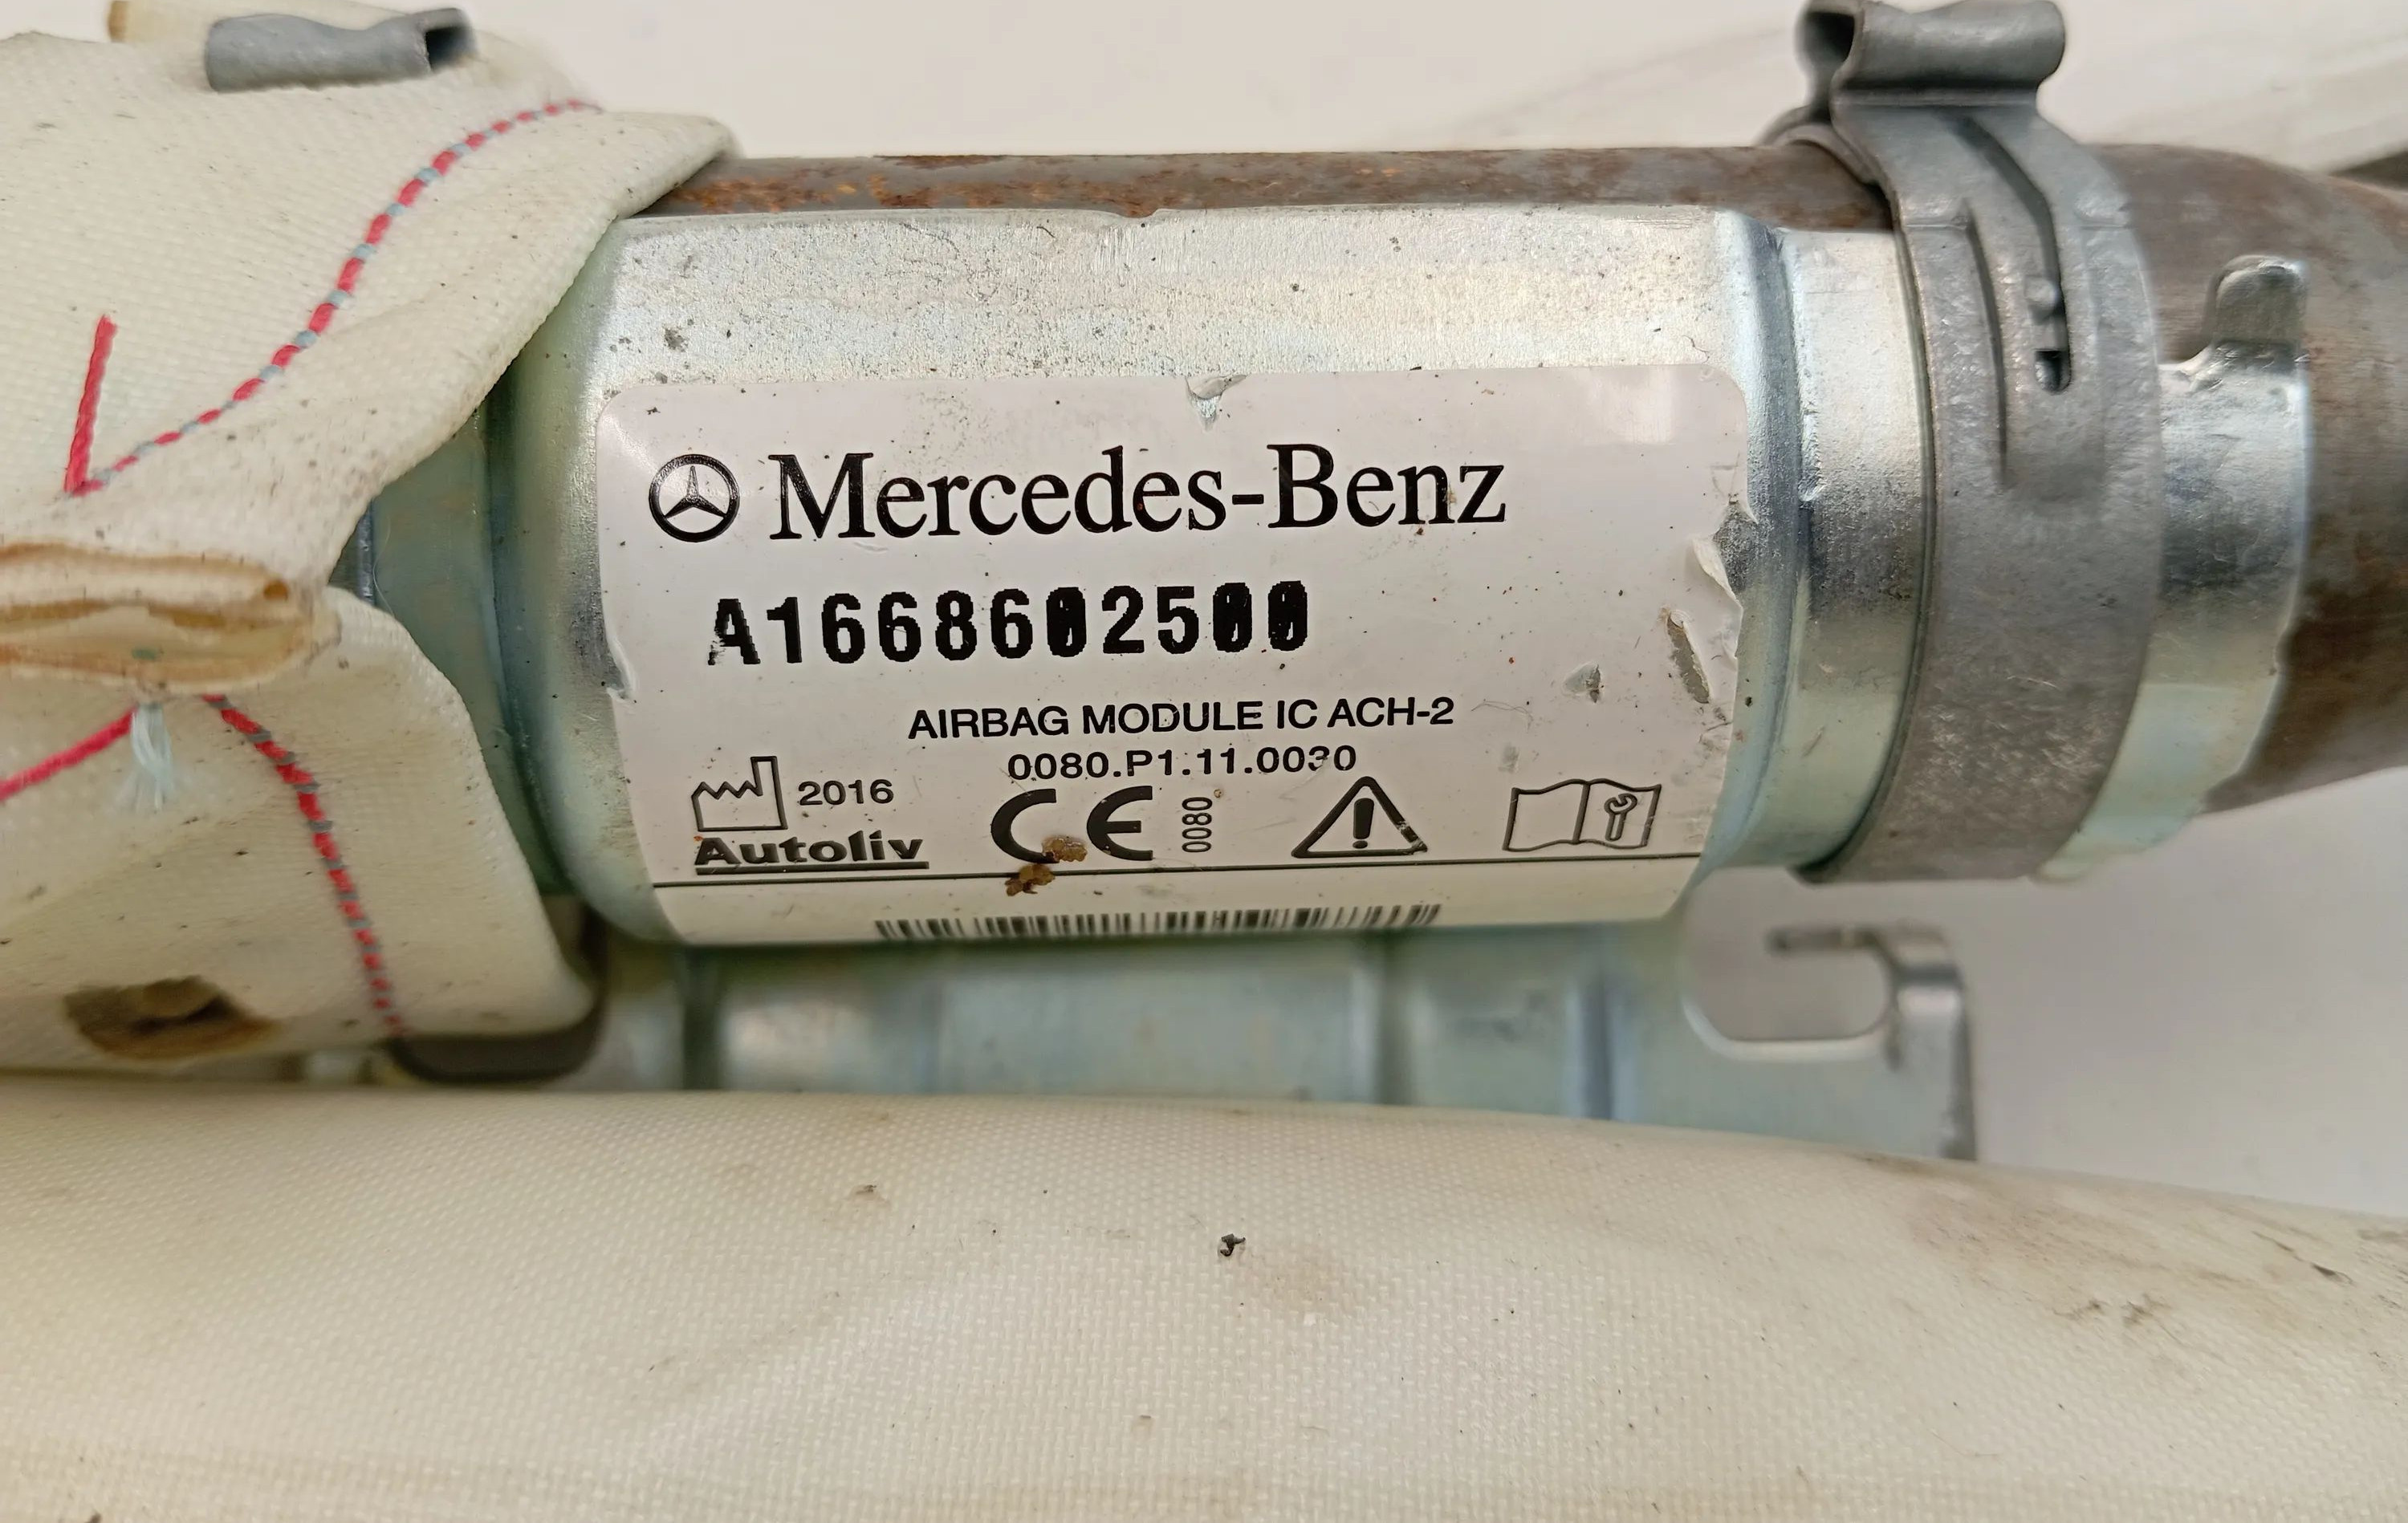 Mercedes-Benz
A1668602500
AIRBAG MODULE IC ACH-2
0080.P1.11.0030
2016
Autoliv
CE 0080